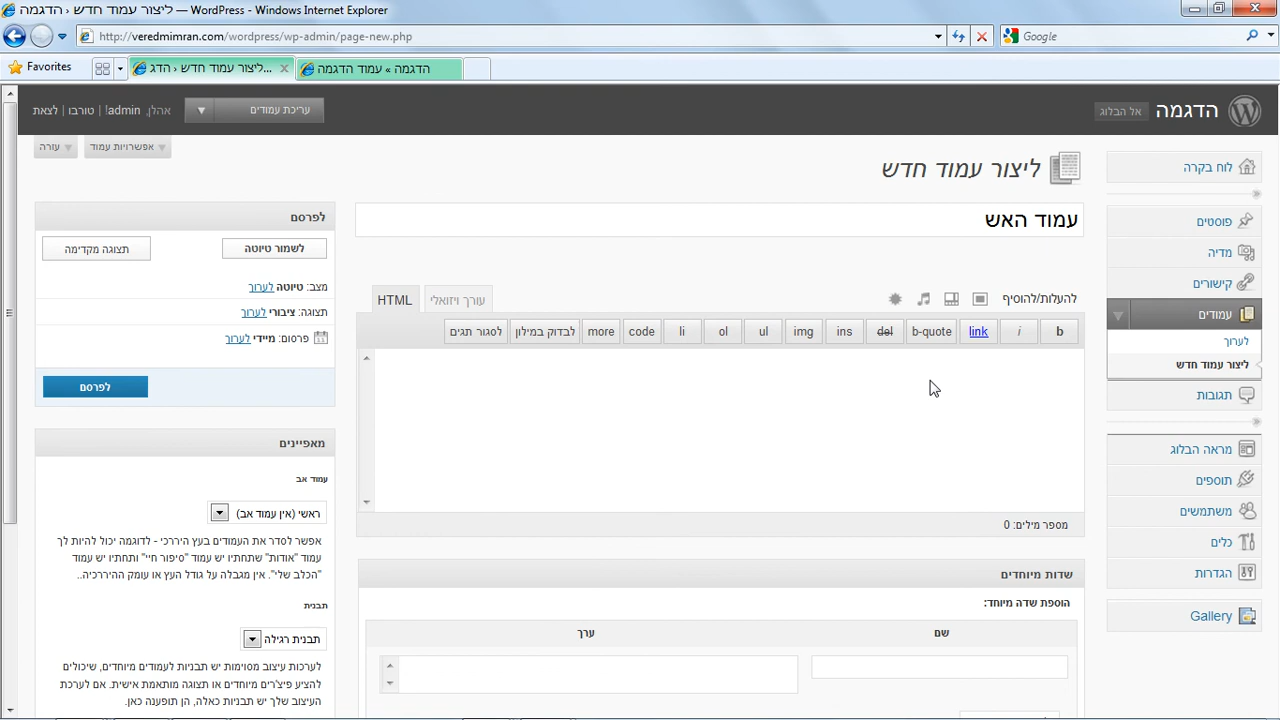 ליצור עמוד חדש ‹ הדגמה — WordPress - Windows Internet Explorer
http://veredmimran.com/wordpress/wp-admin/page-new.php
Google
Favorites
ליצור עמוד חדש ‹ הדג...
הדגמה » עמוד הדגמה
הדגמה
אל הבלוג
עריכת עמודים
אהלן, admin! | טורבו | לצאת
אפשרויות עמוד
עזרה
לוח בקרה
פוסטים
מדיה
קישורים
עמודים
לערוך
ליצור עמוד חדש
תגובות
מראה הבלוג
תוספים
משתמשים
כלים
הגדרות
Gallery
ליצור עמוד חדש
עמוד האש
להעלות/להוסיף
עורך ויזואלי
HTML
b
i
link
b-quote
del
ins
img
ul
ol
li
code
more
לבדוק במילון
לסגור תגים
מספר מילים: 0
שדות מיוחדים
הוספת שדה מיוחד:
שם
ערך
לפרסם
לשמור טיוטה
תצוגה מקדימה
מצב: טיוטה לערוך
תצוגה: ציבורי לערוך
פרסום: מיידי לערוך
לפרסם
מאפיינים
עמוד אב
ראשי (אין עמוד אב)
אפשר לסדר את העמודים בעץ היררכי - לדוגמה יכול להיות לך
עמוד "אודות" שתחתיו יש עמוד "סיפור חיי" ותחתיו יש עמוד
"הכלב שלי". אין מגבלה על גודל העץ או עומק ההיררכיה..
תבנית
תבנית רגילה
לערכות עיצוב מסוימות יש תבניות לעמודים מיוחדים, שיכולים
להציע פיצ'רים מיוחדים או תצוגה מותאמת אישית. אם לערכת
העיצוב שלך יש תבניות כאלה, הן תופענה כאן.